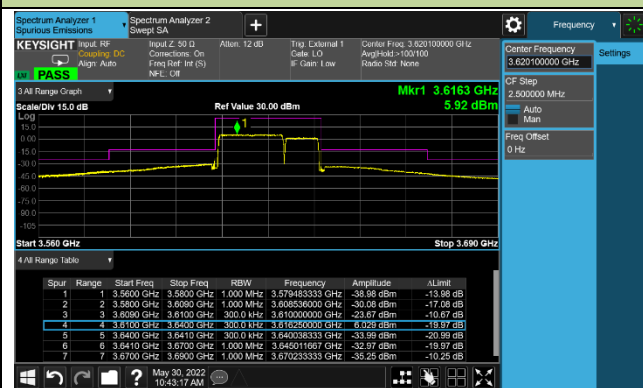 Spectrum Analyzer 1
Spurious Emissions
Spectrum Analyzer 2
Swept SA
Frequency
KEYSIGHT
Input: RF
Coupling: DC
Align: Auto
Input Z: 50 Ω
Corrections: On
Freq Ref: Int (S)
NFE: Off
Atten: 12 dB
Trig: External 1
Gate: LO
IF Gain: Low
Center Freq: 3.620100000 GHz
Avg|Hold:>100/100
Radio Std: None
LXI
PASS
Center Frequency
3.620100000 GHz
Settings
CF Step
2.500000 MHz
Auto
Man
Freq Offset
0 Hz
3 All Range Graph
Mkr1 3.6163 GHz
5.92 dBm
Scale/Div 15.0 dB
Ref Value 30.00 dBm
Log
15.0
0.00
-15.0
-30.0
-45.0
-60.0
-75.0
-90.0
-105
1
Start 3.560 GHz
Stop 3.690 GHz
4 All Range Table
Spur Range Start Freq Stop Freq RBW Frequency Amplitude ΔLimit
1 1 3.5600 GHz 3.5800 GHz 1.000 MHz 3.579483333 GHz -38.98 dBm -13.98 dB
2 2 3.5800 GHz 3.6090 GHz 1.000 MHz 3.608536000 GHz -30.08 dBm -17.08 dB
3 3 3.6090 GHz 3.6100 GHz 300.0 kHz 3.610000000 GHz -23.67 dBm -10.67 dB
4 4 3.6100 GHz 3.6400 GHz 300.0 kHz 3.616250000 GHz 6.029 dBm -19.97 dB
5 5 3.6400 GHz 3.6410 GHz 300.0 kHz 3.640038333 GHz -33.99 dBm -20.99 dB
6 6 3.6410 GHz 3.6700 GHz 1.000 MHz 3.645011667 GHz -32.97 dBm -19.97 dB
7 7 3.6700 GHz 3.6900 GHz 1.000 MHz 3.670233333 GHz -35.25 dBm -10.25 dB
May 30, 2022
10:43:17 AM